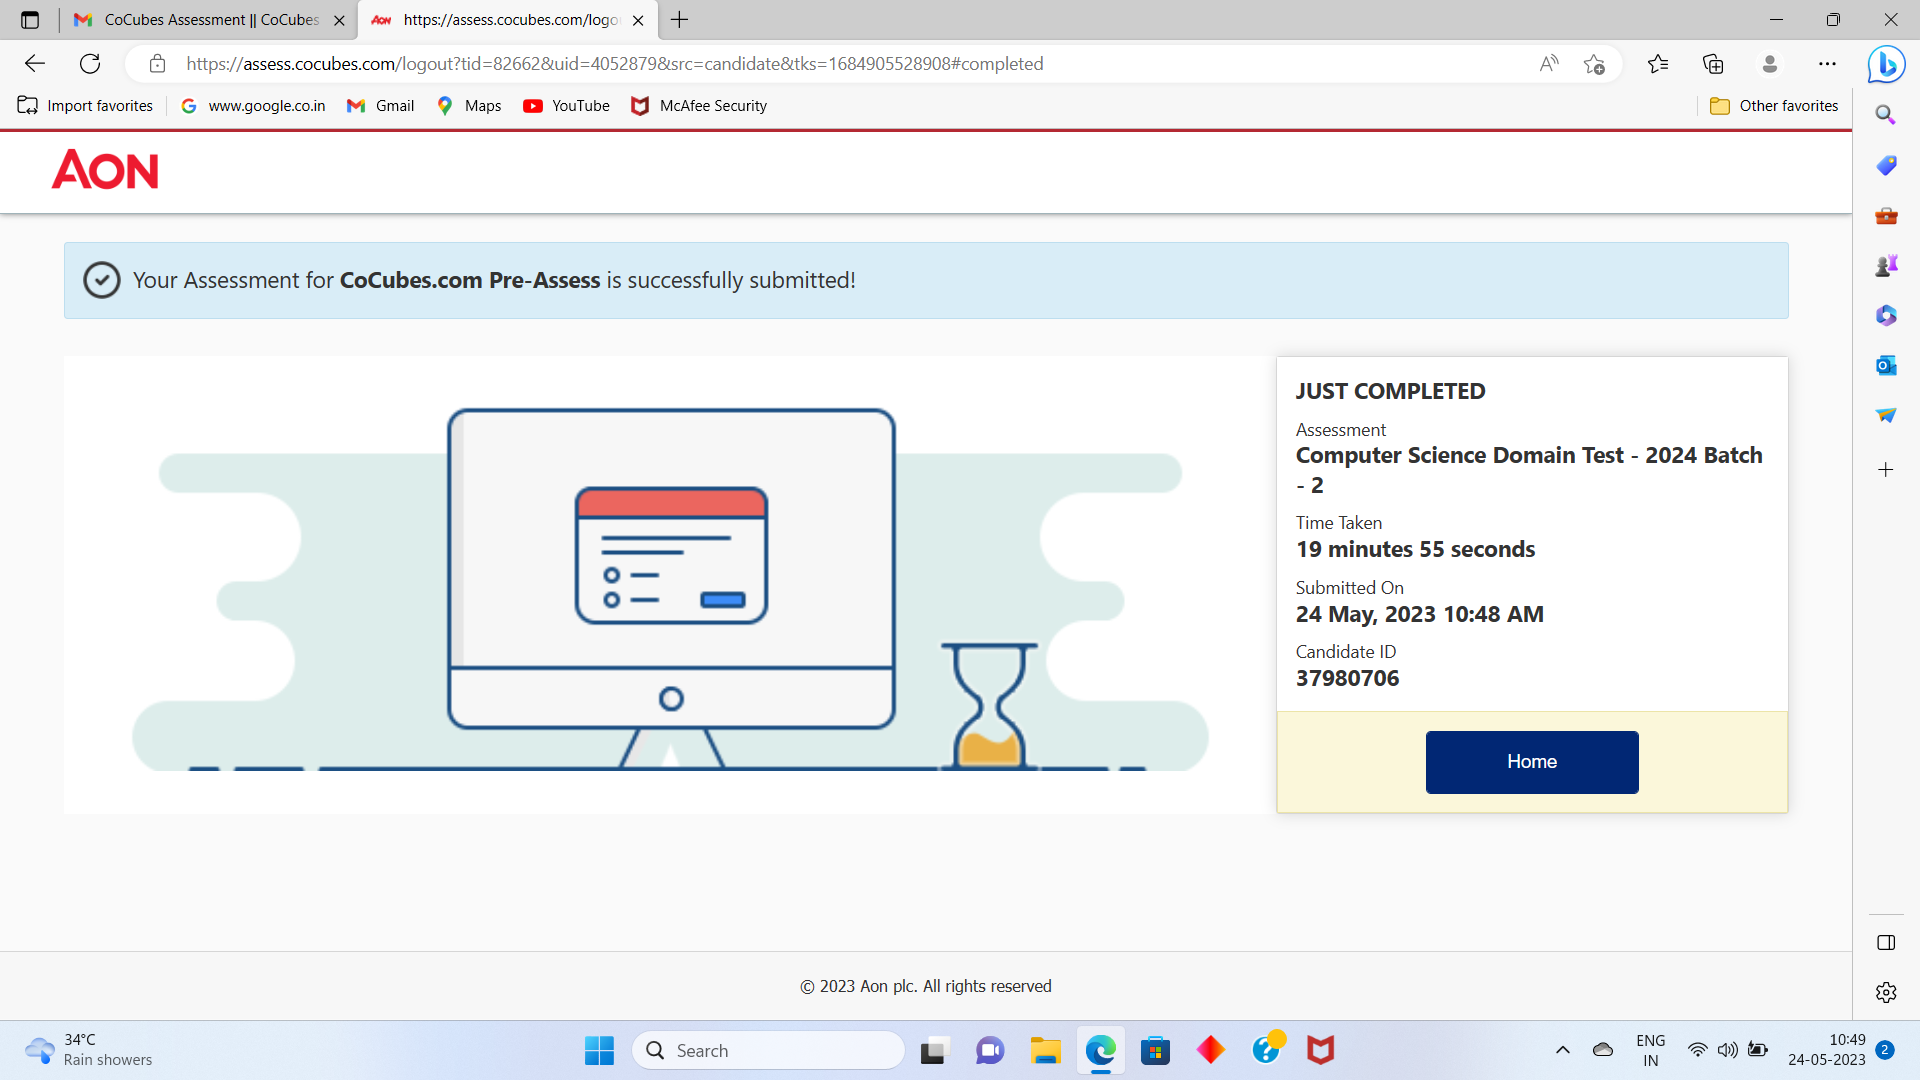 CoCubes Assessment || CoCubes
Aon https://assess.cocubes.com/logou
https://assess.cocubes.com/logout?tid=82662&uid=4052879&src=candidate&tks=1684905528908#completed
Import favorites www.google.co.in Gmail Maps YouTube McAfee Security Other favorites
AON
Your Assessment for CoCubes.com Pre-Assess is successfully submitted!
JUST COMPLETED
Assessment
Computer Science Domain Test - 2024 Batch
- 2
Time Taken
19 minutes 55 seconds
Submitted On
24 May, 2023 10:48 AM
Candidate ID
37980706
Home
© 2023 Aon plc. All rights reserved
34°C
Rain showers
Search
ENG
IN
10:49
24-05-2023
2